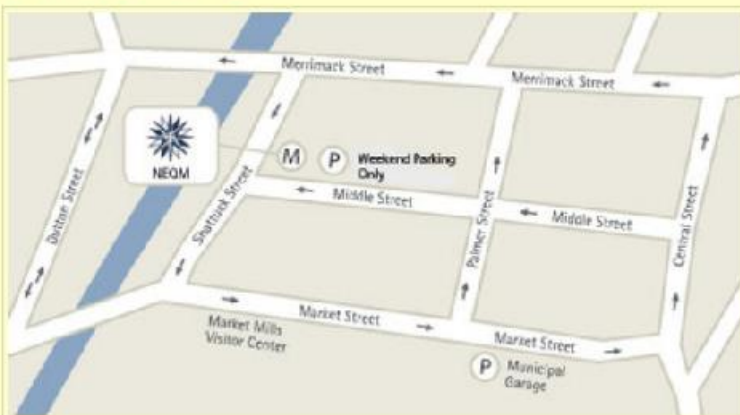 Merrimack Street
Merrimack Street
NEQM
M
P
Weekend Parking
Only
Middle Street
Middle Street
Dutton Street
Shattuck Street
Palmer Street
Central Street
Market Street
Market Street
Market Mills
Visitor Center
P
Municipal
Garage